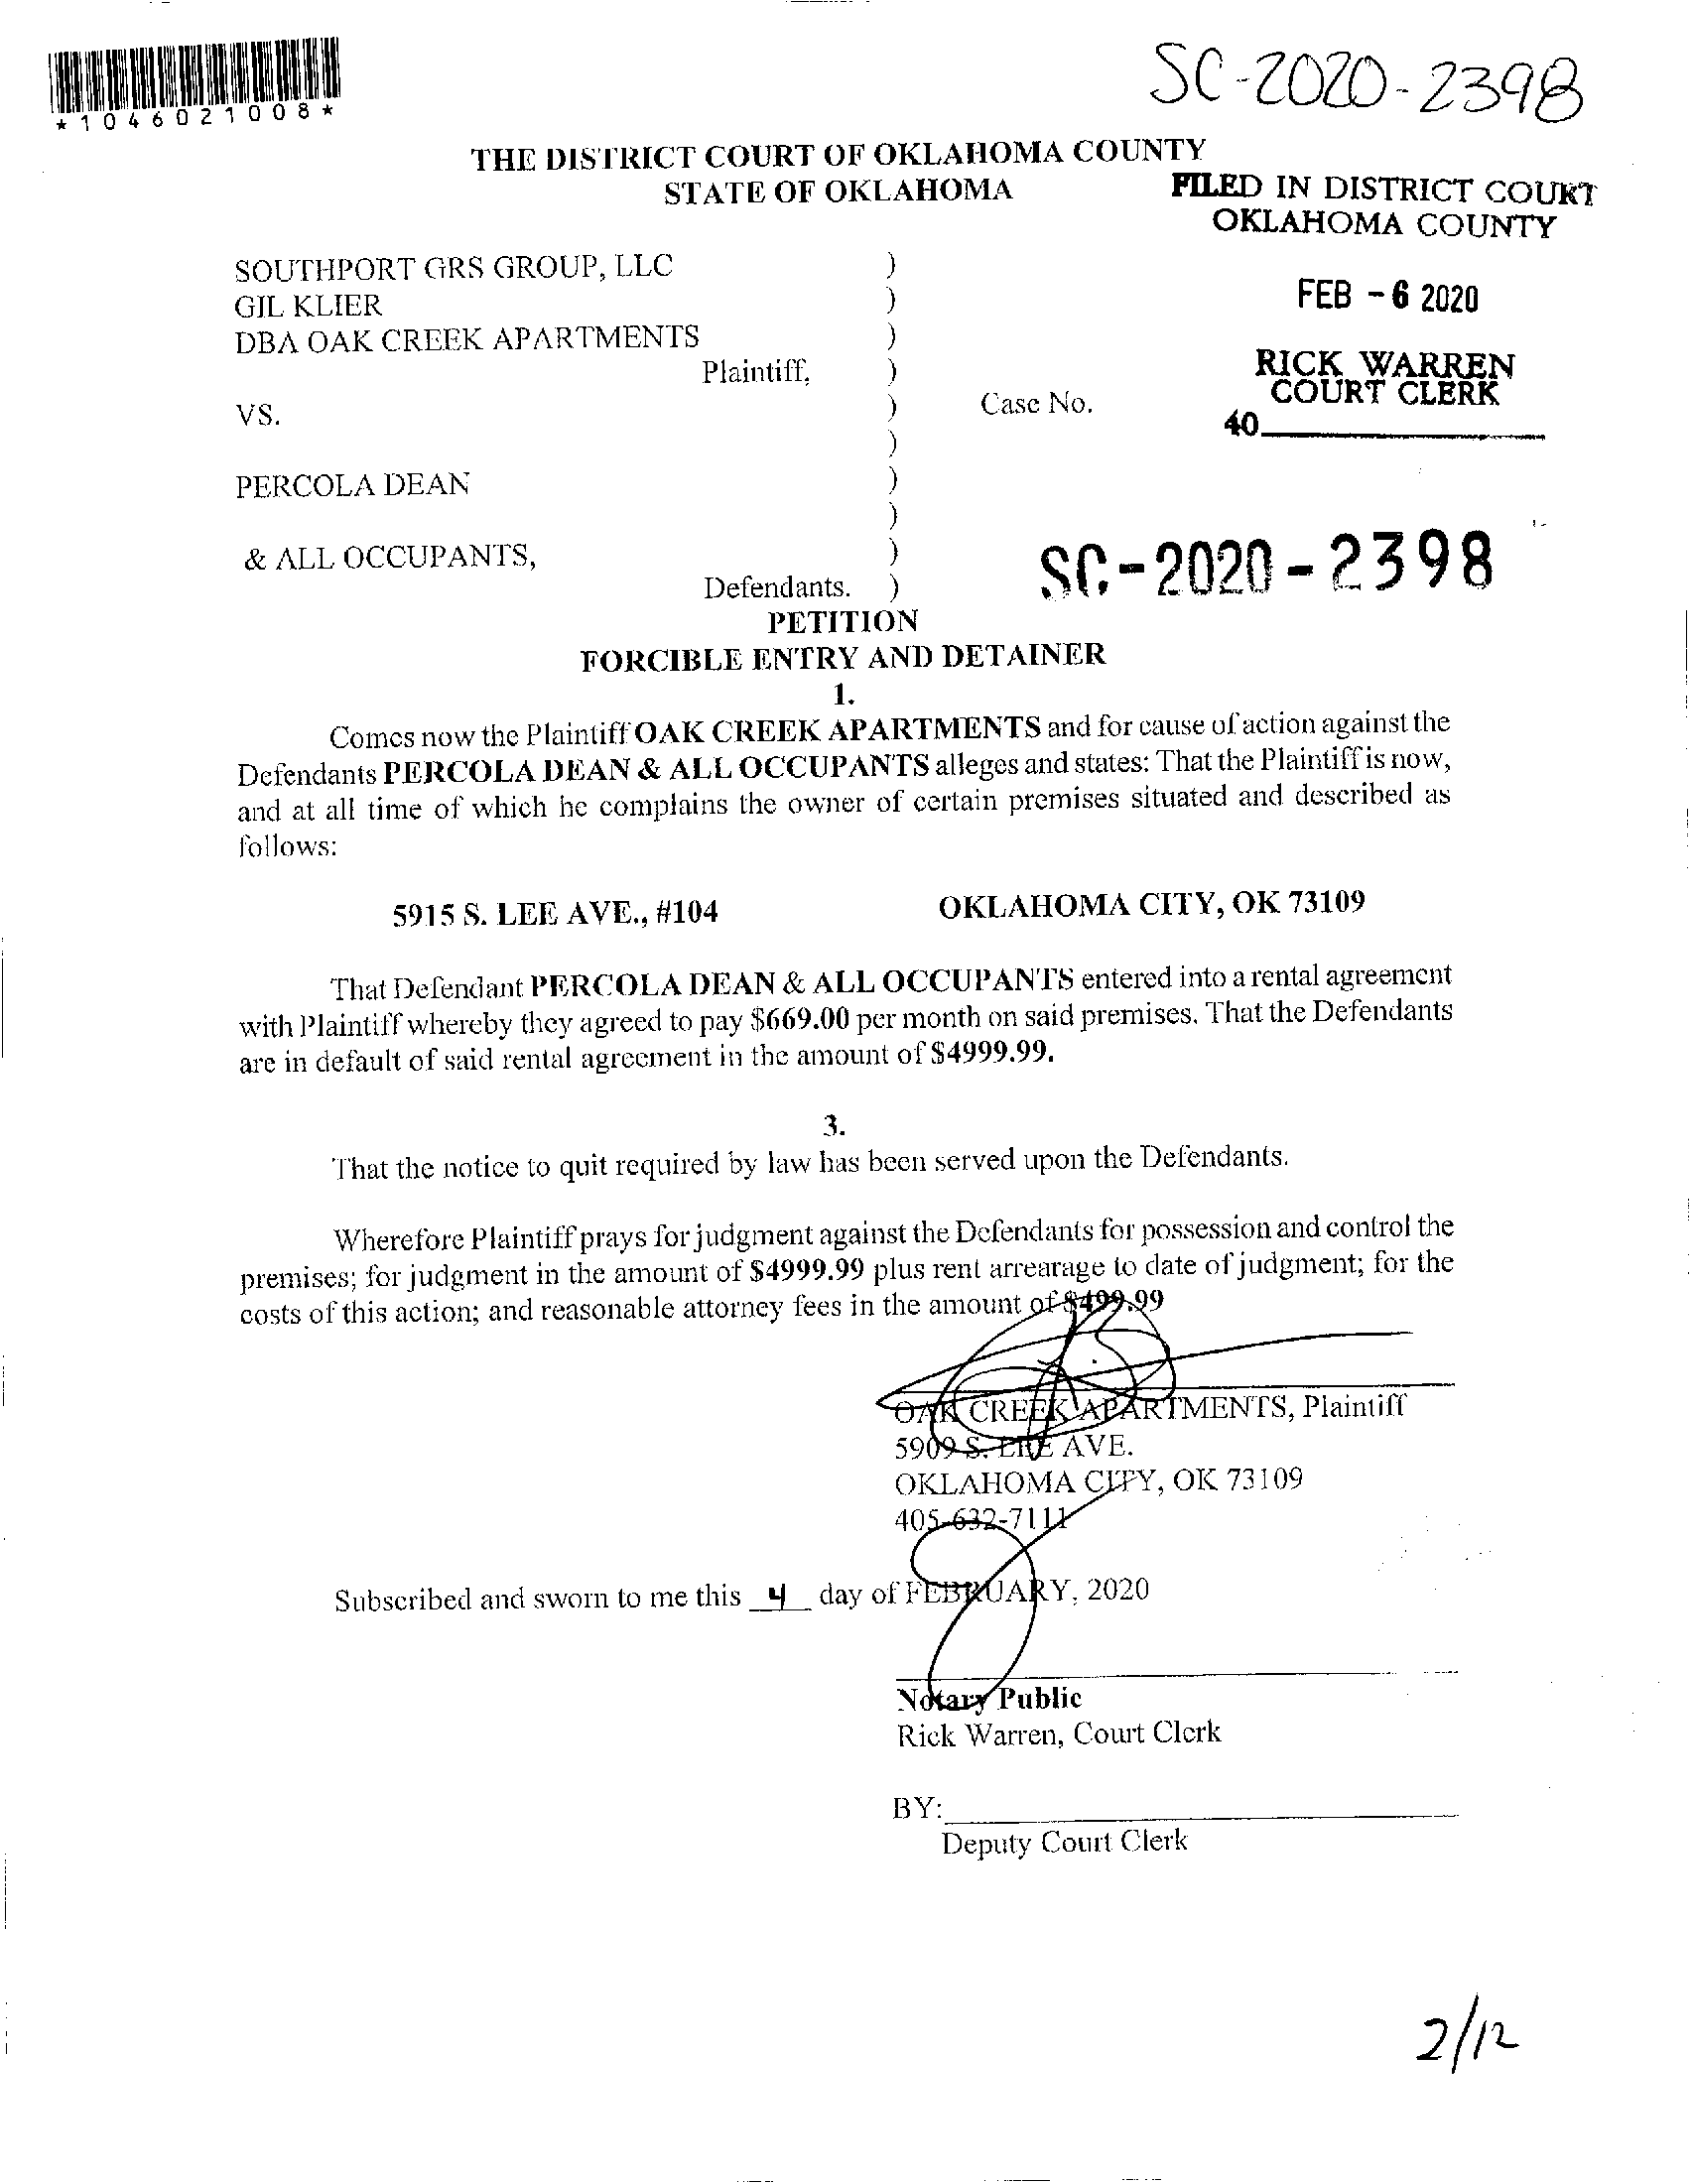 *1046021008*
SC-2020-2398
THE DISTRICT COURT OF OKLAHOMA COUNTY
STATE OF OKLAHOMA
FILED IN DISTRICT COURT
OKLAHOMA COUNTY
SOUTHPORT GRS GROUP, LLC )
GIL KLIER )
DBA OAK CREEK APARTMENTS )
FEB - 6 2020
Plaintiff, )
RICK WARREN
COURT CLERK
VS. ) Case No.
40
)
PERCOLA DEAN )
)
& ALL OCCUPANTS, )
SC-2020-2398
Defendants. )
PETITION
FORCIBLE ENTRY AND DETAINER
1.
Comes now the Plaintiff OAK CREEK APARTMENTS and for cause of action against the
Defendants PERCOLA DEAN & ALL OCCUPANTS alleges and states: That the Plaintiff is now,
and at all time of which he complains the owner of certain premises situated and described as
follows:
5915 S. LEE AVE., #104 OKLAHOMA CITY, OK 73109
That Defendant PERCOLA DEAN & ALL OCCUPANTS entered into a rental agreement
with Plaintiff whereby they agreed to pay $669.00 per month on said premises. That the Defendants
are in default of said rental agreement in the amount of $4999.99.
3.
That the notice to quit required by law has been served upon the Defendants.
Wherefore Plaintiff prays for judgment against the Defendants for possession and control the
premises; for judgment in the amount of $4999.99 plus rent arrearage to date of judgment; for the
costs of this action; and reasonable attorney fees in the amount of $499.99
OAK CREEK APARTMENTS, Plaintiff
5909 S. LEE AVE.
OKLAHOMA CITY, OK 73109
405-632-7111
Subscribed and sworn to me this 4 day of FEBRUARY, 2020
Notary Public
Rick Warren, Court Clerk
BY:
Deputy Court Clerk
2/12